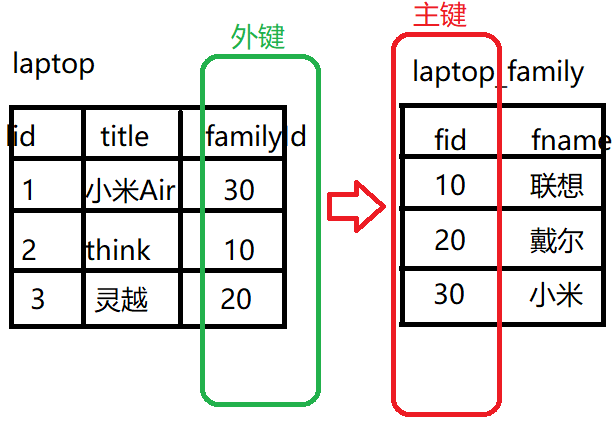 外键
主键
laptop
laptop_family
lid title familyId
fid fname
1 小米Air 30
10 联想
2 think 10
20 戴尔
3 灵越 20
30 小米